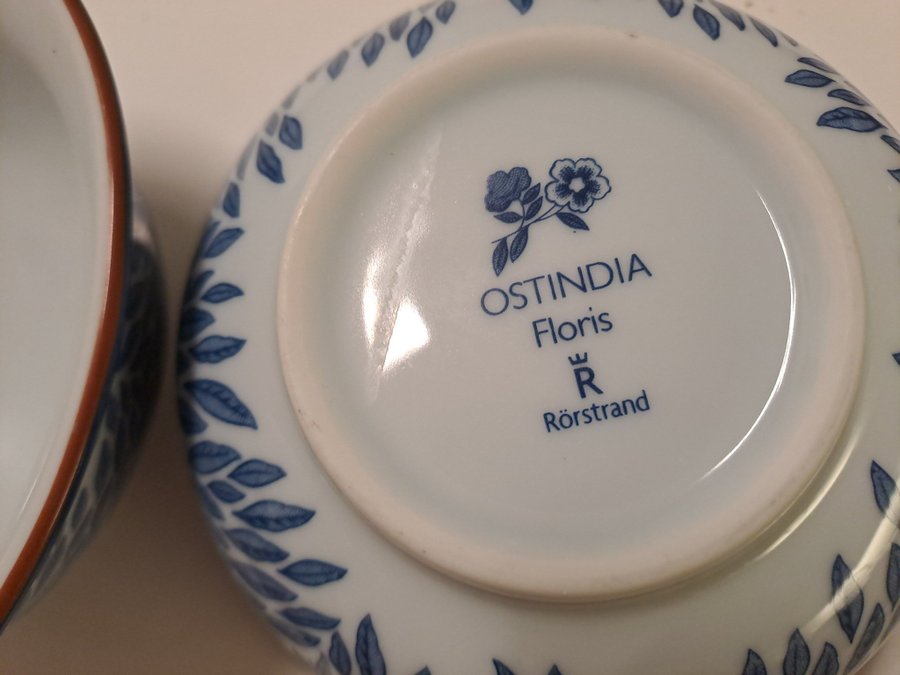 OSTINDIA
Floris
R
Rörstrand